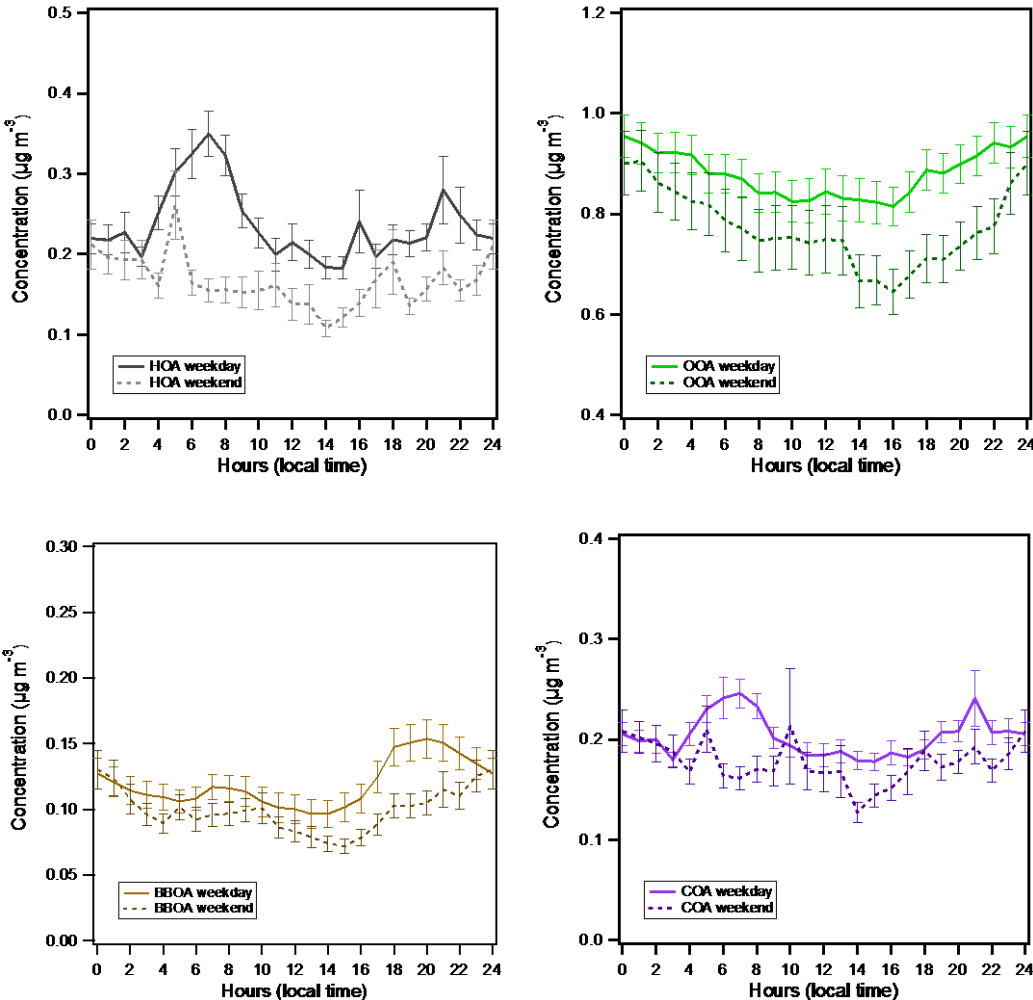 0.5
0.4
0.3
0.2
0.1
0.0
Concentration (µg m⁻³)
HOA weekday
HOA weekend
0 2 4 6 8 10 12 14 16 18 20 22 24
Hours (local time)
1.2
1.0
0.8
0.6
0.4
Concentration (µg m⁻³)
OOA weekday
OOA weekend
0 2 4 6 8 10 12 14 16 18 20 22 24
Hours (local time)
0.30
0.25
0.20
0.15
0.10
0.05
0.00
Concentration (µg m⁻³)
BBOA weekday
BBOA weekend
0 2 4 6 8 10 12 14 16 18 20 22 24
Hours (local time)
0.4
0.3
0.2
0.1
0.0
Concentration (µg m⁻³)
COA weekday
COA weekend
0 2 4 6 8 10 12 14 16 18 20 22 24
Hours (local time)